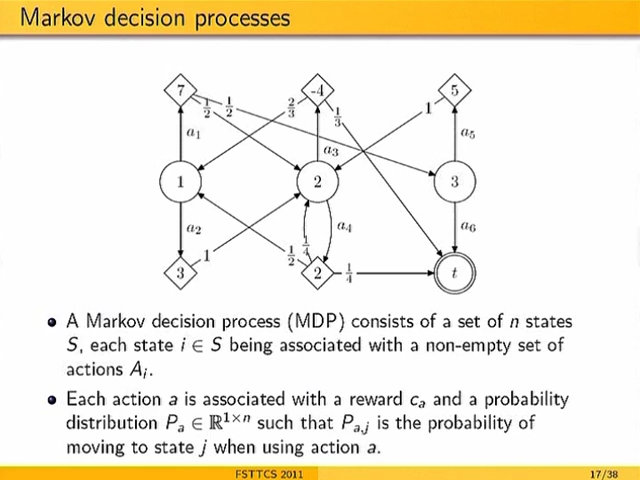 Markov decision processes
7 -4 5
1/2 1/2 2/3 1/3 1
a₁ a₃ a₅
1 2 3
a₂ a₄ a₆
1 1/2 1/4
3 2 1/4 t
A Markov decision process (MDP) consists of a set of n states
S, each state i ∈ S being associated with a non-empty set of
actions Aᵢ.
Each action a is associated with a reward cₐ and a probability
distribution Pₐ ∈ ℝ¹ˣⁿ such that Pₐ,ⱼ is the probability of
moving to state j when using action a.
FSTTCS 2011
17/38